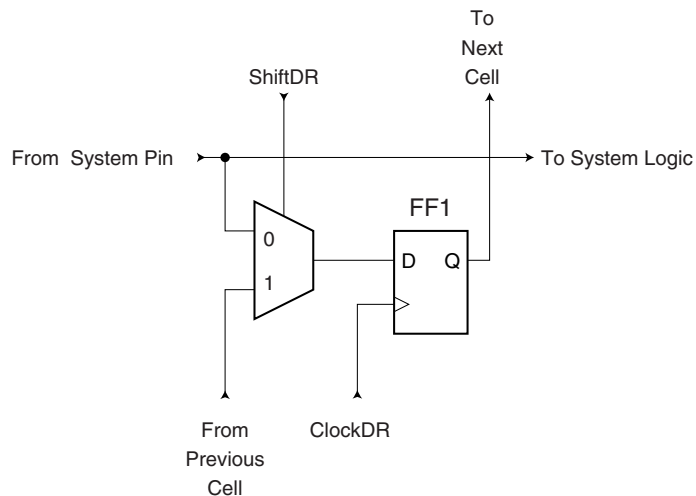 To
Next
Cell
ShiftDR
From System Pin
To System Logic
FF1
0
D Q
1
From
Previous
Cell
ClockDR